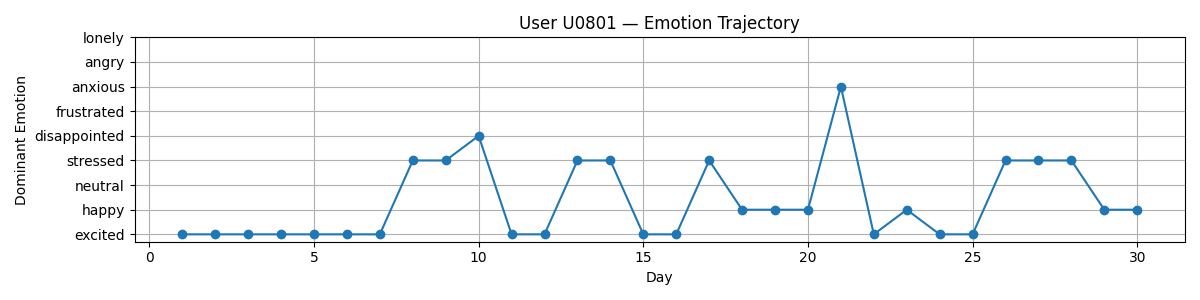 User U0801 — Emotion Trajectory
Dominant Emotion
lonely
angry
anxious
frustrated
disappointed
stressed
neutral
happy
excited
0 5 10 15 20 25 30
Day